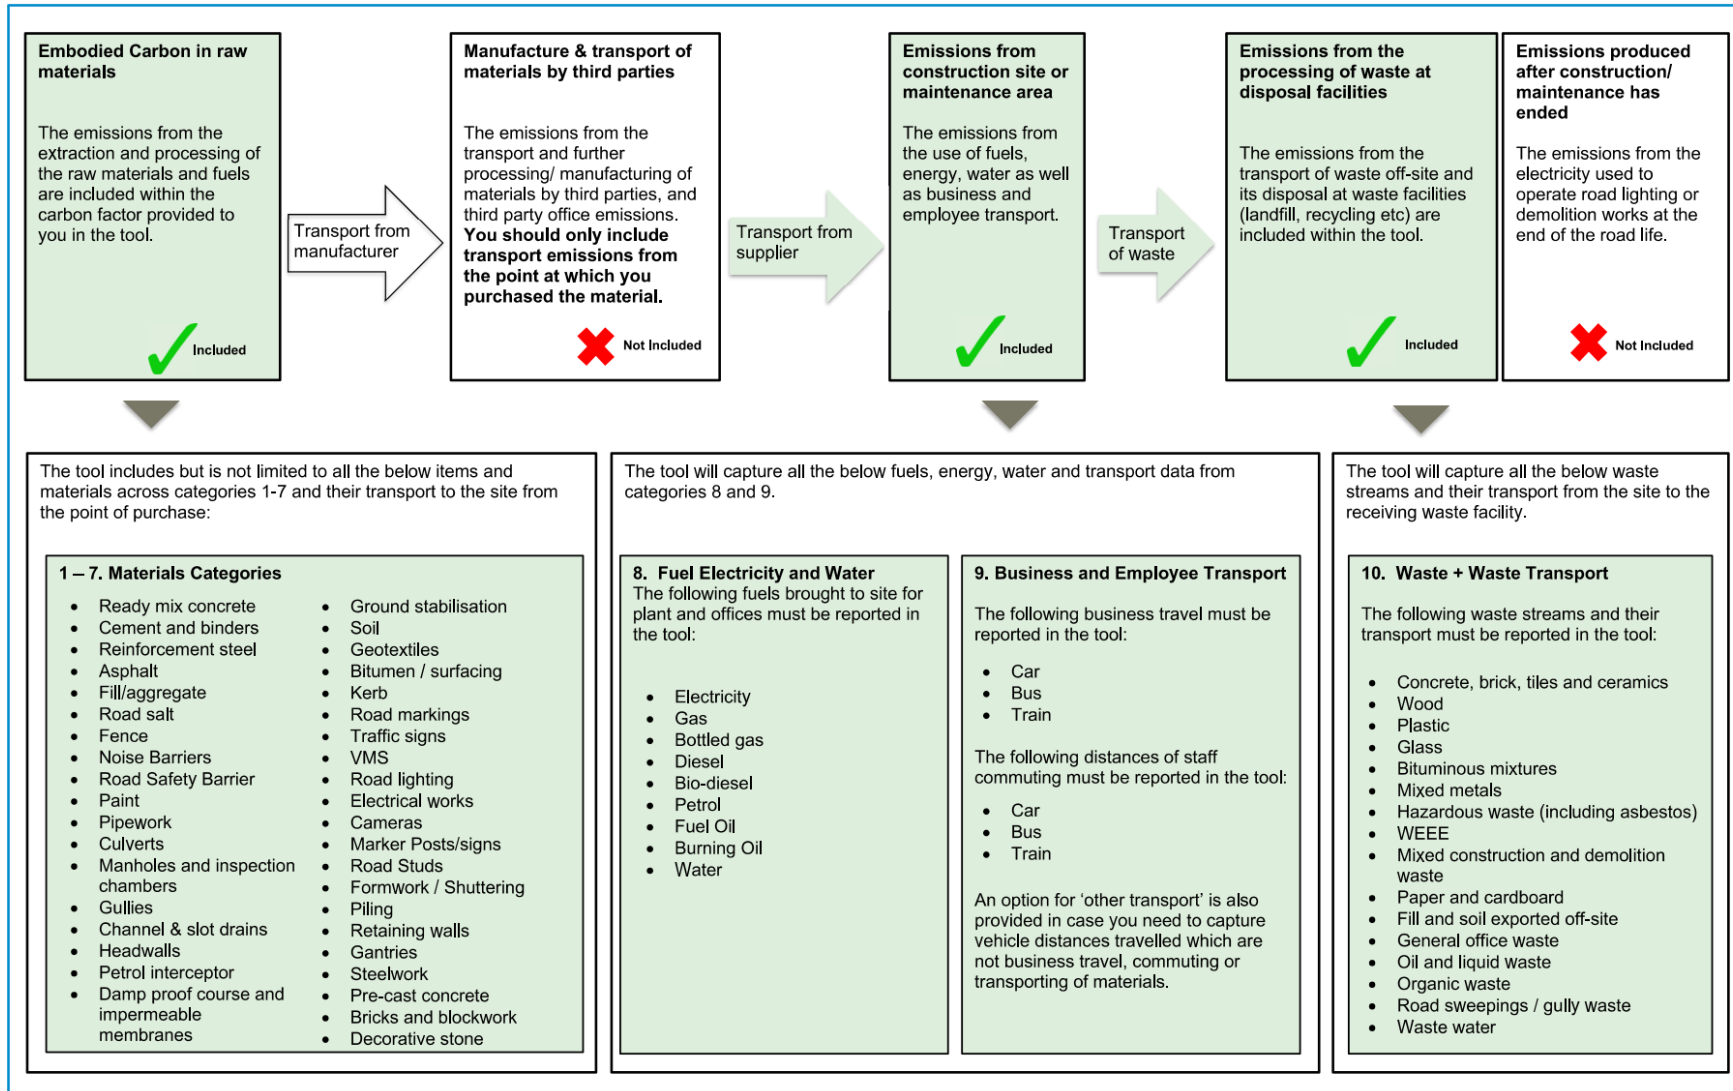 Embodied Carbon in raw
materials
The emissions from the
extraction and processing of
the raw materials and fuels
are included within the
carbon factor provided to
you in the tool.
Included
Transport from
manufacturer
Manufacture & transport of
materials by third parties
The emissions from the
transport and further
processing/ manufacturing of
materials by third parties, and
third party office emissions.
You should only include
transport emissions from
the point at which you
purchased the material.
Not Included
Transport from
supplier
Emissions from
construction site or
maintenance area
The emissions from
the use of fuels,
energy, water as well
as business and
employee transport.
Included
Transport
of waste
Emissions from the
processing of waste at
disposal facilities
The emissions from the
transport of waste off-site and
its disposal at waste facilities
(landfill, recycling etc) are
included within the tool.
Included
Emissions produced
after construction/
maintenance has
ended
The emissions from the
electricity used to
operate road lighting or
demolition works at the
end of the road life.
Not Included
The tool includes but is not limited to all the below items and
materials across categories 1-7 and their transport to the site from
the point of purchase:
1 – 7. Materials Categories
• Ready mix concrete
• Cement and binders
• Reinforcement steel
• Asphalt
• Fill/aggregate
• Road salt
• Fence
• Noise Barriers
• Road Safety Barrier
• Paint
• Pipework
• Culverts
• Manholes and inspection
chambers
• Gullies
• Channel & slot drains
• Headwalls
• Petrol interceptor
• Damp proof course and
impermeable
membranes
• Ground stabilisation
• Soil
• Geotextiles
• Bitumen / surfacing
• Kerb
• Road markings
• Traffic signs
• VMS
• Road lighting
• Electrical works
• Cameras
• Marker Posts/signs
• Road Studs
• Formwork / Shuttering
• Piling
• Retaining walls
• Gantries
• Steelwork
• Pre-cast concrete
• Bricks and blockwork
• Decorative stone
The tool will capture all the below fuels, energy, water and transport data from
categories 8 and 9.
8. Fuel Electricity and Water
The following fuels brought to site for
plant and offices must be reported in
the tool:
• Electricity
• Gas
• Bottled gas
• Diesel
• Bio-diesel
• Petrol
• Fuel Oil
• Burning Oil
• Water
9. Business and Employee Transport
The following business travel must be
reported in the tool:
• Car
• Bus
• Train
The following distances of staff
commuting must be reported in the tool:
• Car
• Bus
• Train
An option for ‘other transport’ is also
provided in case you need to capture
vehicle distances travelled which are
not business travel, commuting or
transporting of materials.
The tool will capture all the below waste
streams and their transport from the site to the
receiving waste facility.
10. Waste + Waste Transport
The following waste streams and their
transport must be reported in the tool:
• Concrete, brick, tiles and ceramics
• Wood
• Plastic
• Glass
• Bituminous mixtures
• Mixed metals
• Hazardous waste (including asbestos)
• WEEE
• Mixed construction and demolition
waste
• Paper and cardboard
• Fill and soil exported off-site
• General office waste
• Oil and liquid waste
• Organic waste
• Road sweepings / gully waste
• Waste water